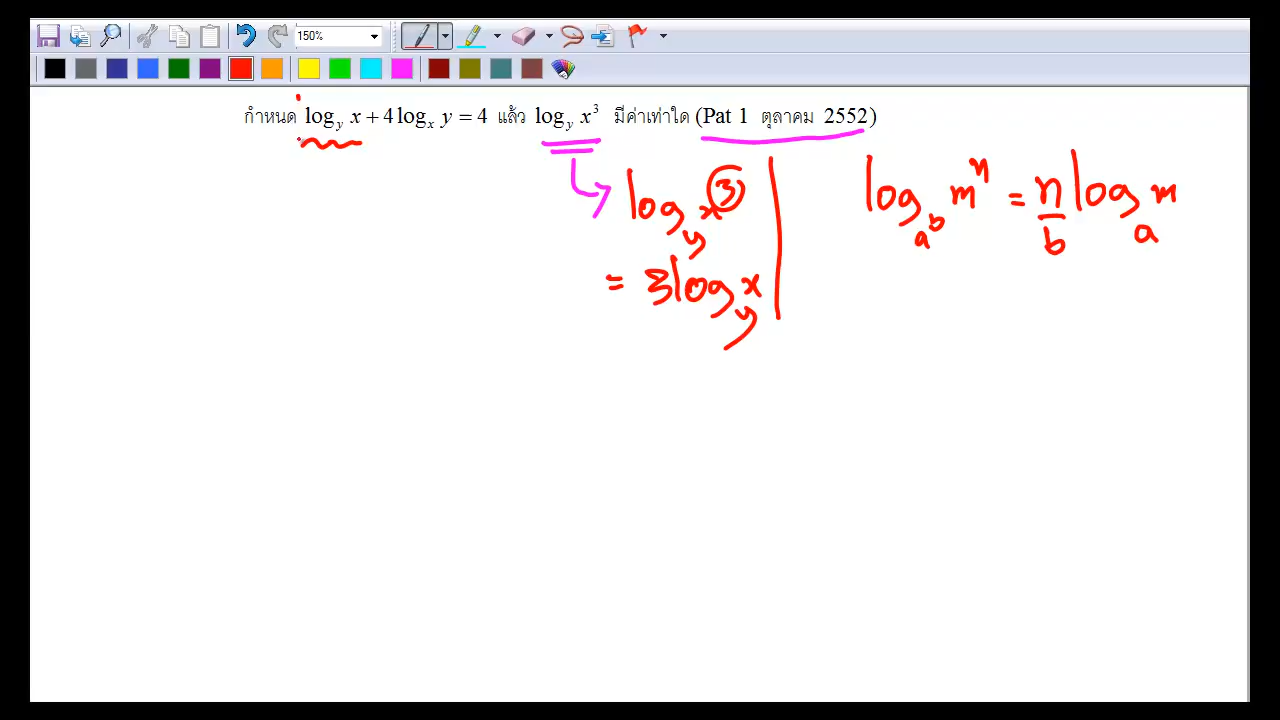 150%
กำหนด log_y x + 4 log_x y = 4 แล้ว log_y x^3 มีค่าเท่าใด (Pat 1 ตุลาคม 2552)
log_y x^3
= 3 log_y x
log_{a^b} m^n = n/b log_a m